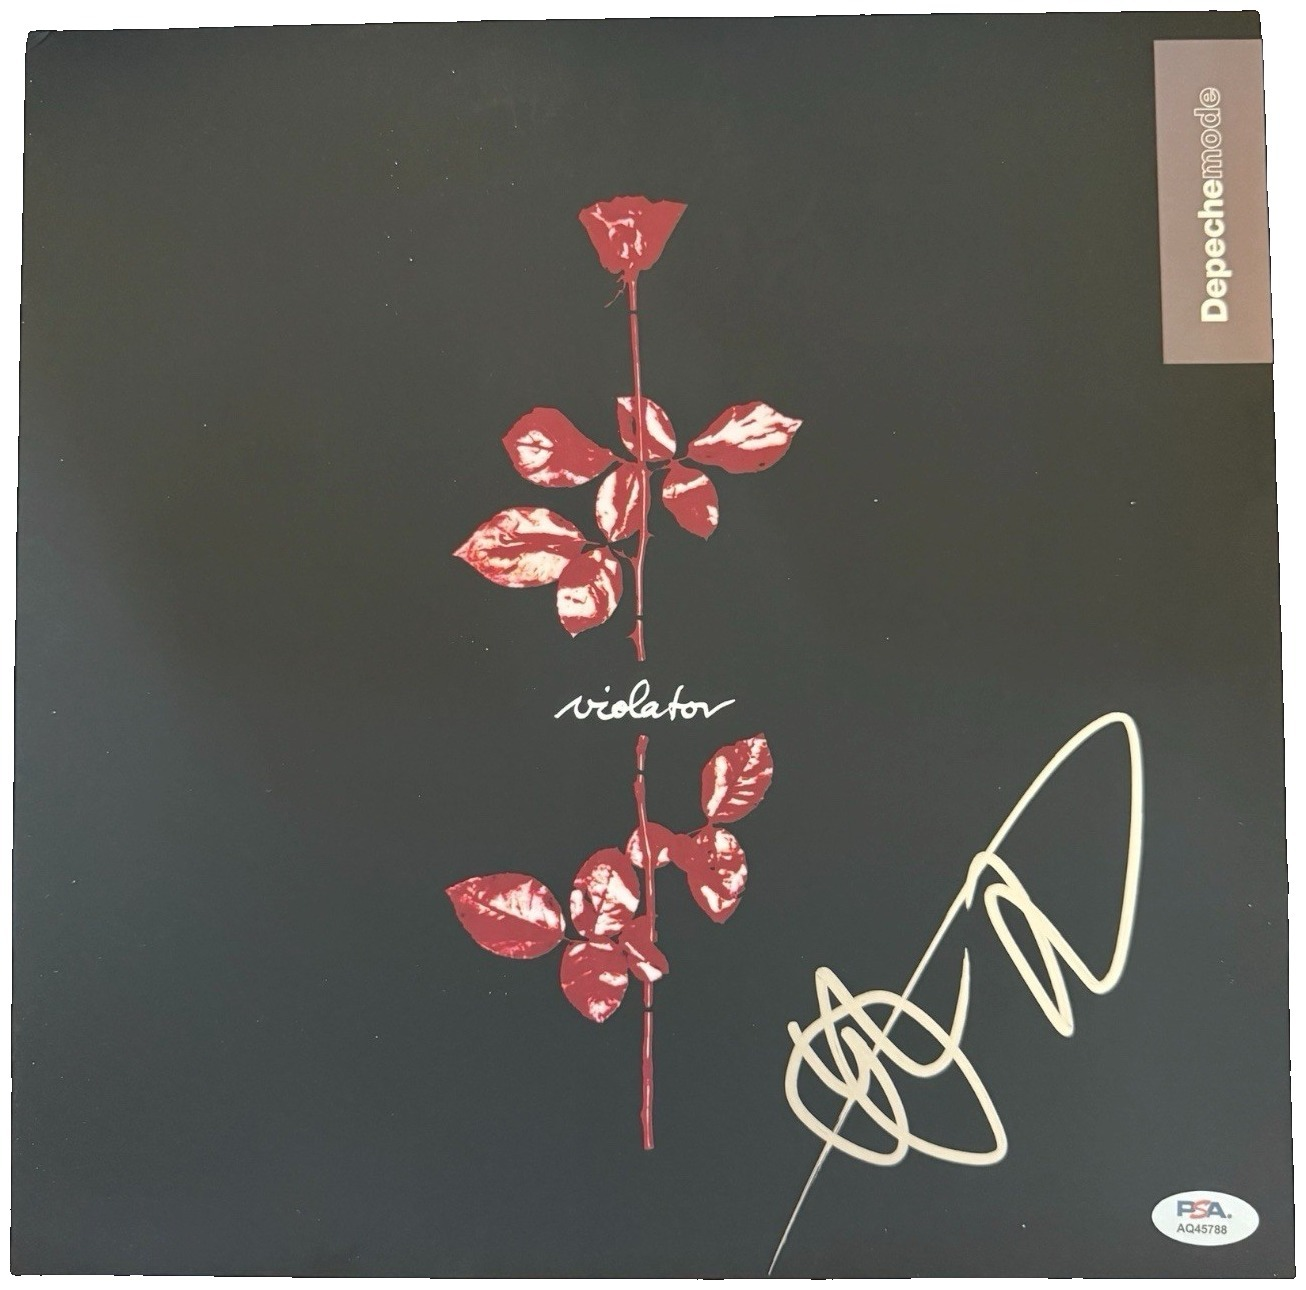 Depechemode
violator
PSA.
AQ45788